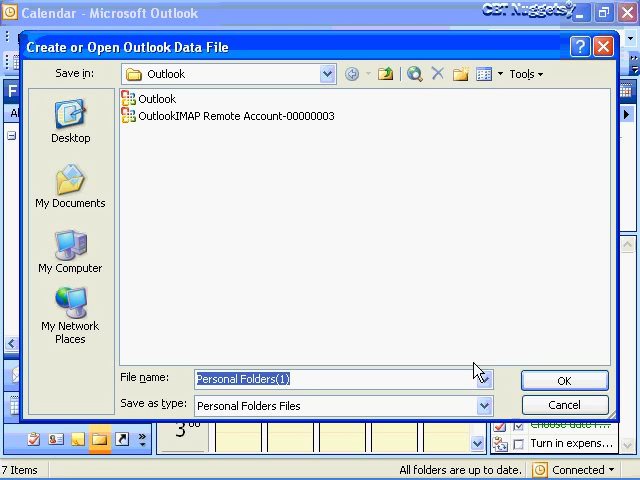 Calendar - Microsoft Outlook
CBT Nuggets
Create or Open Outlook Data File
Save in:
Outlook
Tools
Outlook
OutlookIMAP Remote Account-00000003
Desktop
My Documents
My Computer
My Network
Places
File name:
Personal Folders(1)
OK
Save as type:
Personal Folders Files
Cancel
30
Turn in expens...
7 Items
All folders are up to date.
Connected